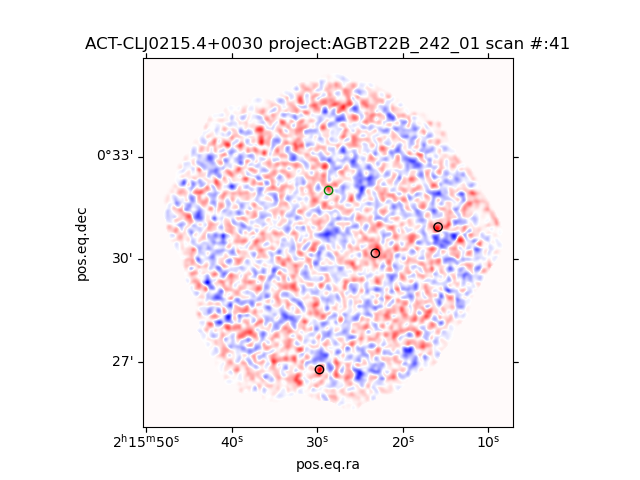 ACT-CLJ0215.4+0030 project:AGBT22B_242_01 scan #:41
pos.eq.dec
0°33'
30'
27'
2ʰ15ᵐ50ˢ 40ˢ 30ˢ 20ˢ 10ˢ
pos.eq.ra